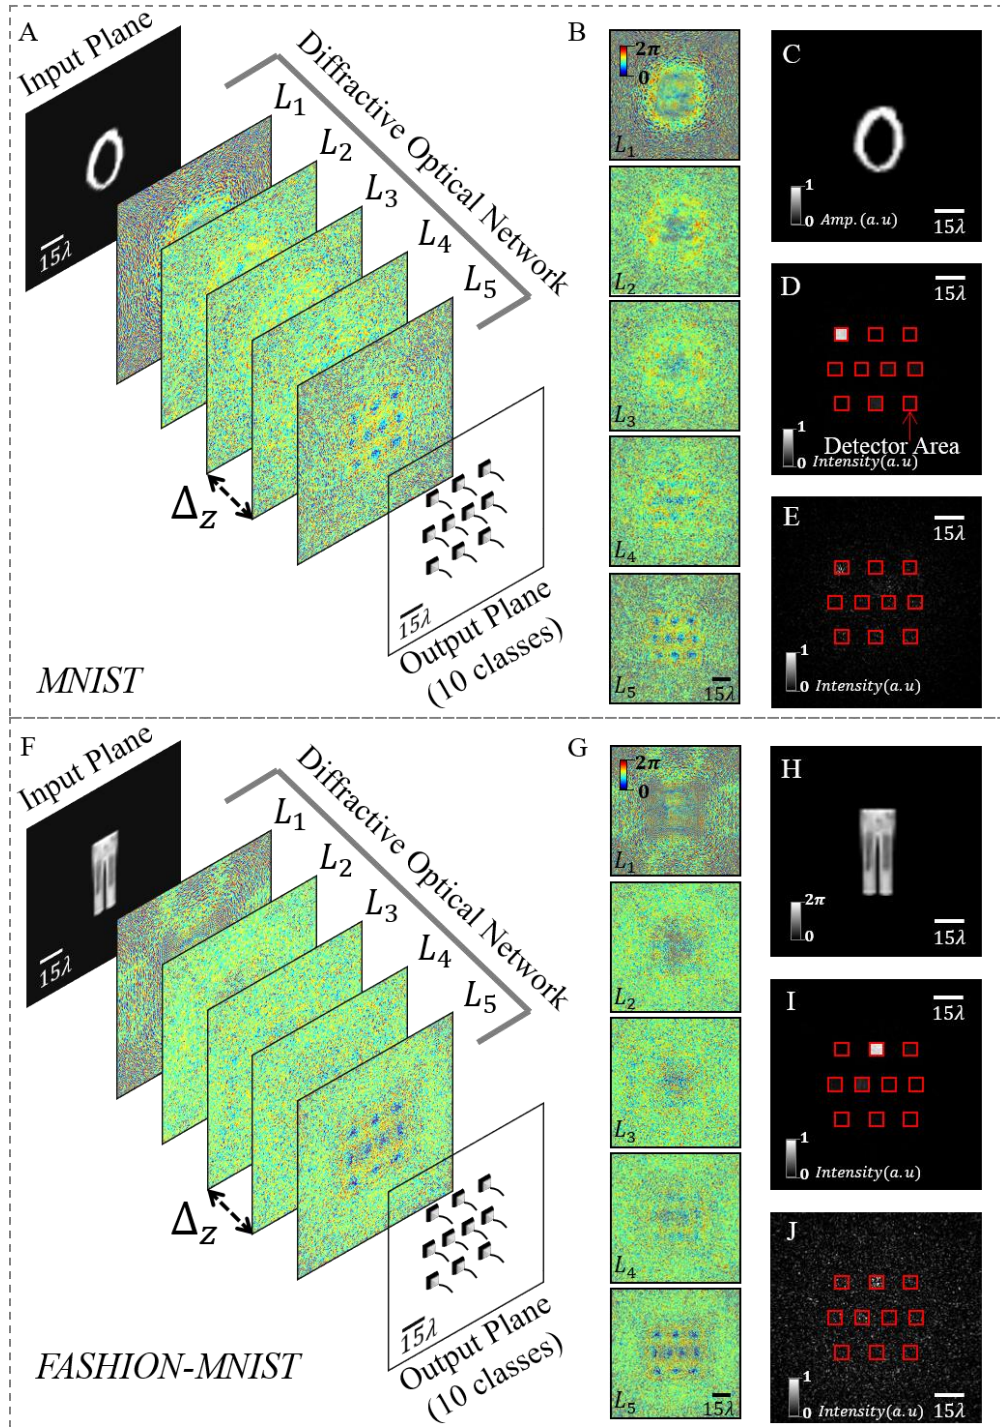 A
Input Plane
15λ
Diffractive Optical Network
L₁
L₂
L₃
L₄
L₅
Δz
15λ
Output Plane
(10 classes)
MNIST
B
2π
0
L₁
L₂
L₃
L₄
L₅
15λ
C
1
0
Amp.(a.u)
15λ
D
15λ
Detector Area
1
0
Intensity(a.u)
E
15λ
1
0
Intensity(a.u)
F
Input Plane
15λ
Diffractive Optical Network
L₁
L₂
L₃
L₄
L₅
Δz
15λ
Output Plane
(10 classes)
FASHION-MNIST
G
2π
0
L₁
L₂
L₃
L₄
L₅
15λ
H
2π
0
15λ
I
15λ
1
0
Intensity(a.u)
J
1
0
Intensity(a.u)
15λ